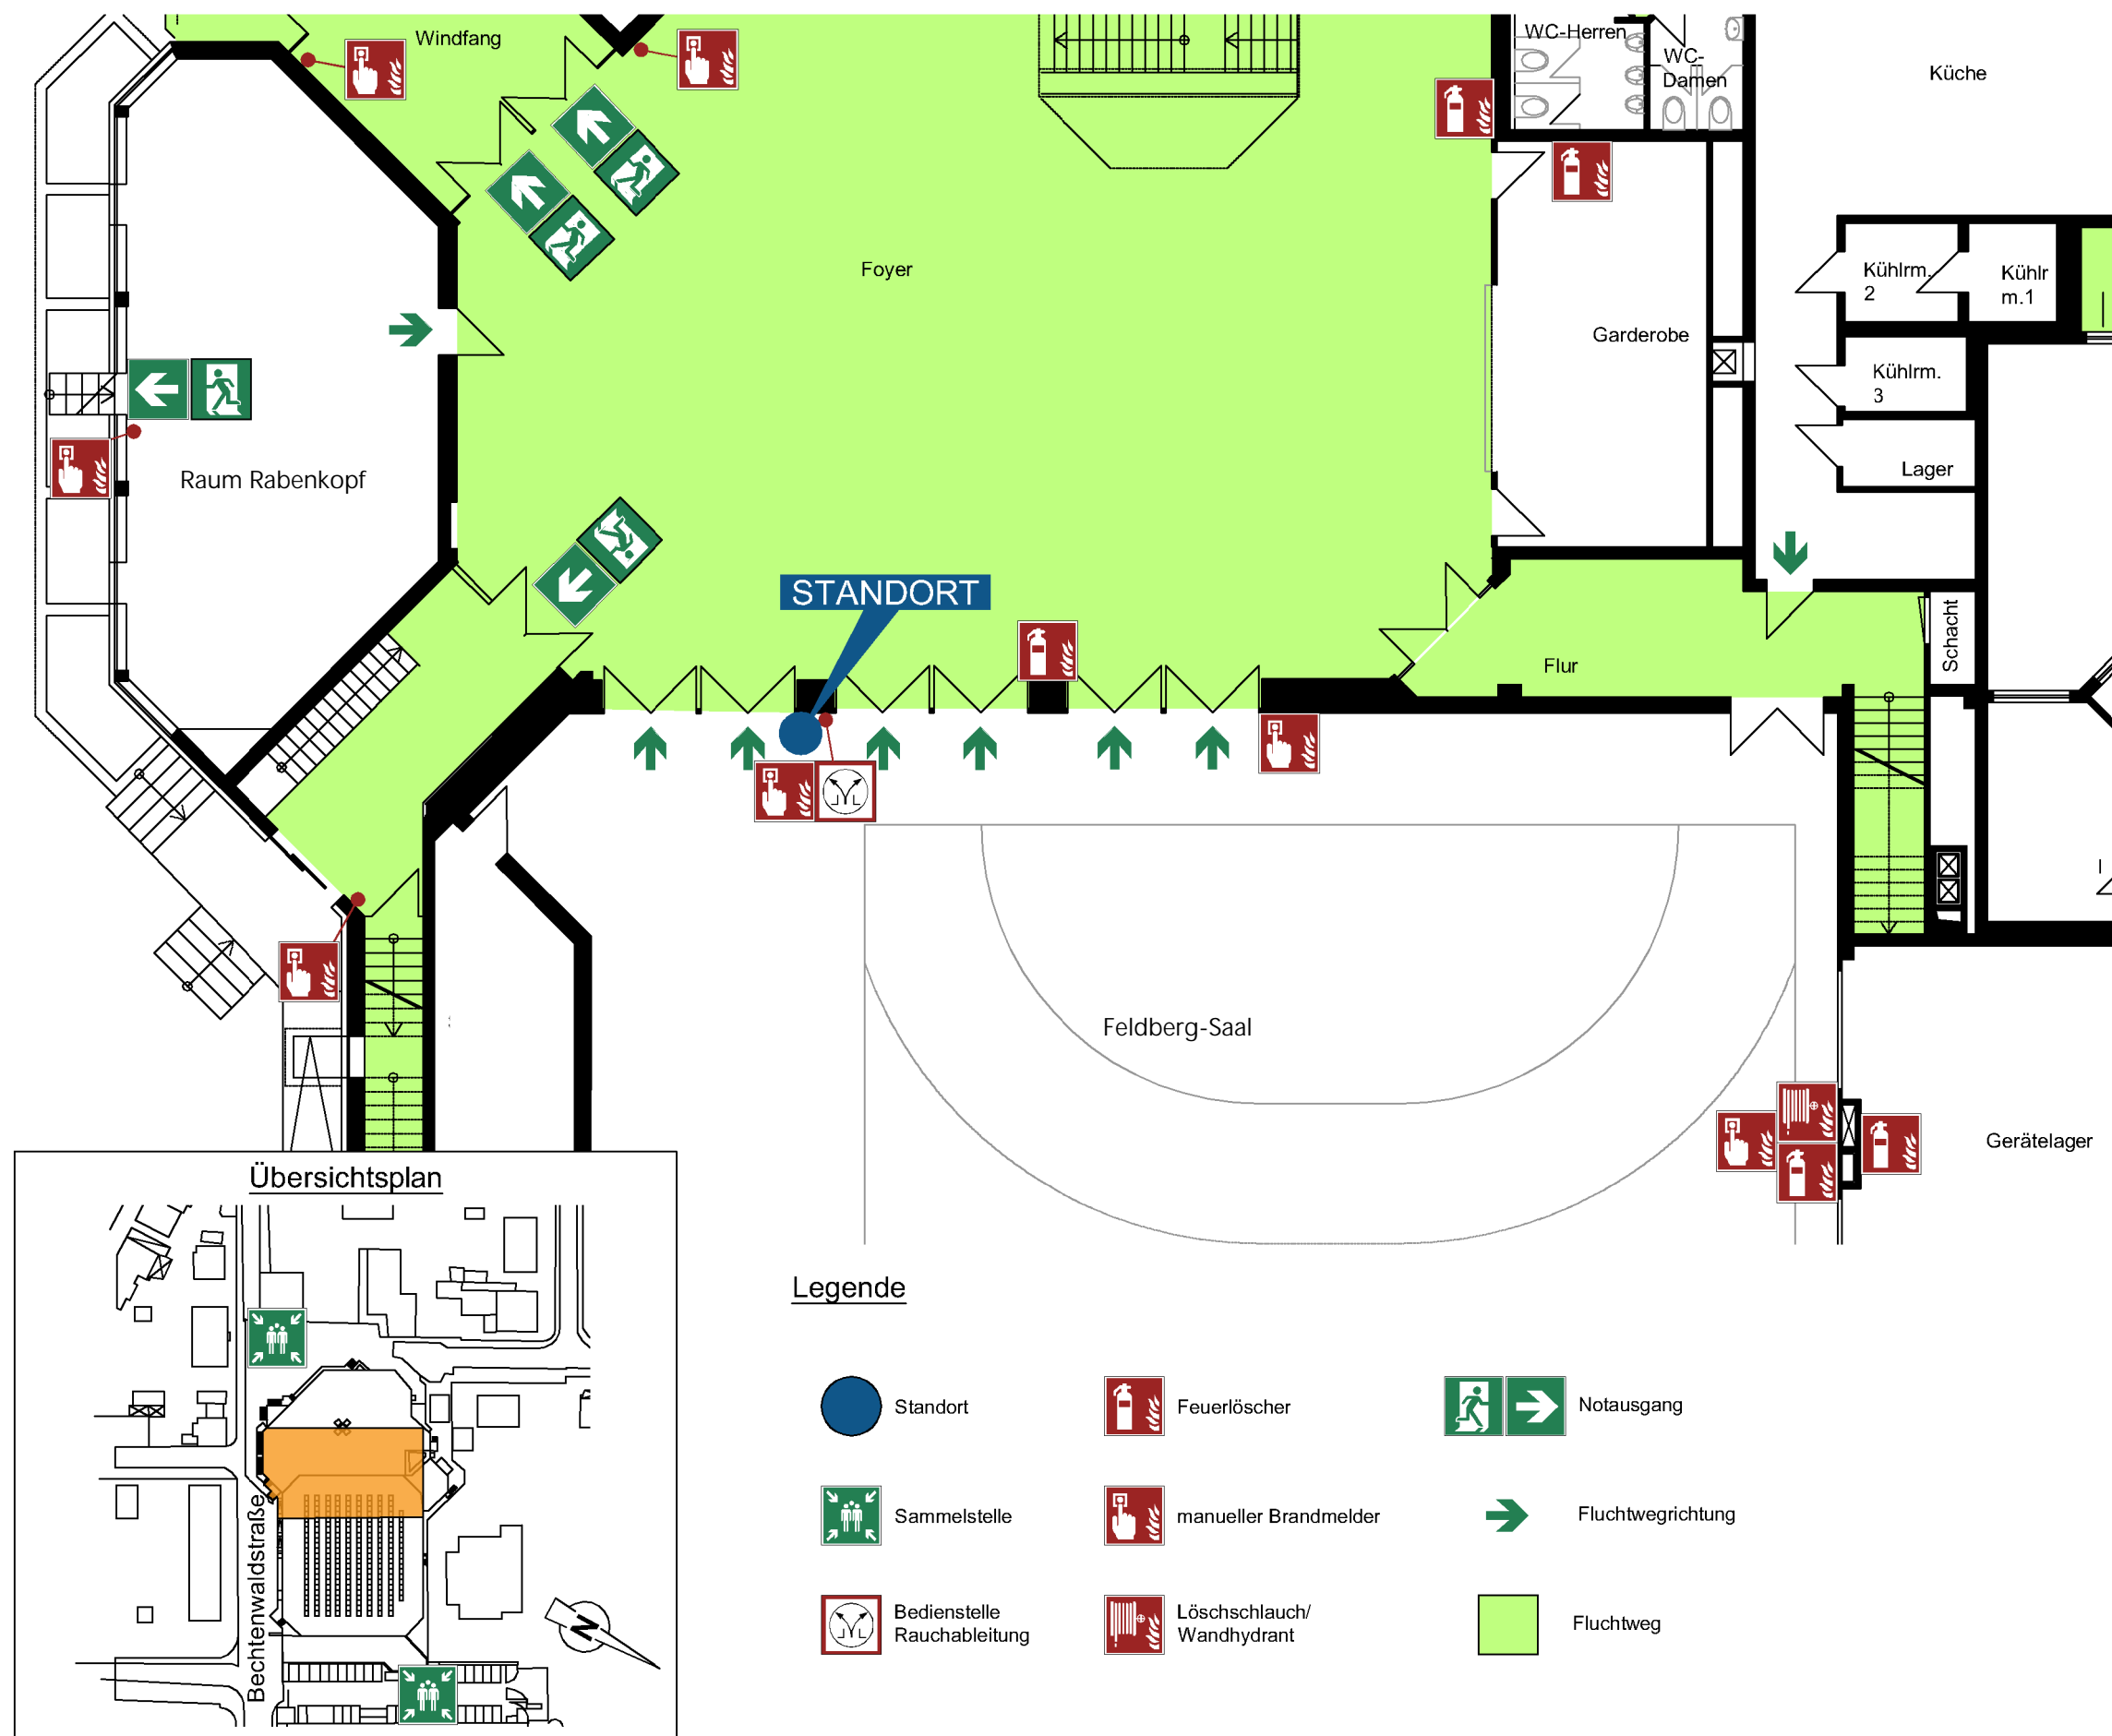 Windfang
WC-Herren
WC-
Damen
Küche
Foyer
Kühlrm.
2
Kühlr
m.1
Garderobe
Kühlrm.
3
Raum Rabenkopf
Lager
STANDORT
Schacht
Flur
Feldberg-Saal
Gerätelager
Übersichtsplan
Bechtenwaldstraße
N
Legende
Standort
Feuerlöscher
Notausgang
Sammelstelle
manueller Brandmelder
Fluchtwegrichtung
Bedienstelle
Rauchableitung
Löschschlauch/
Wandhydrant
Fluchtweg